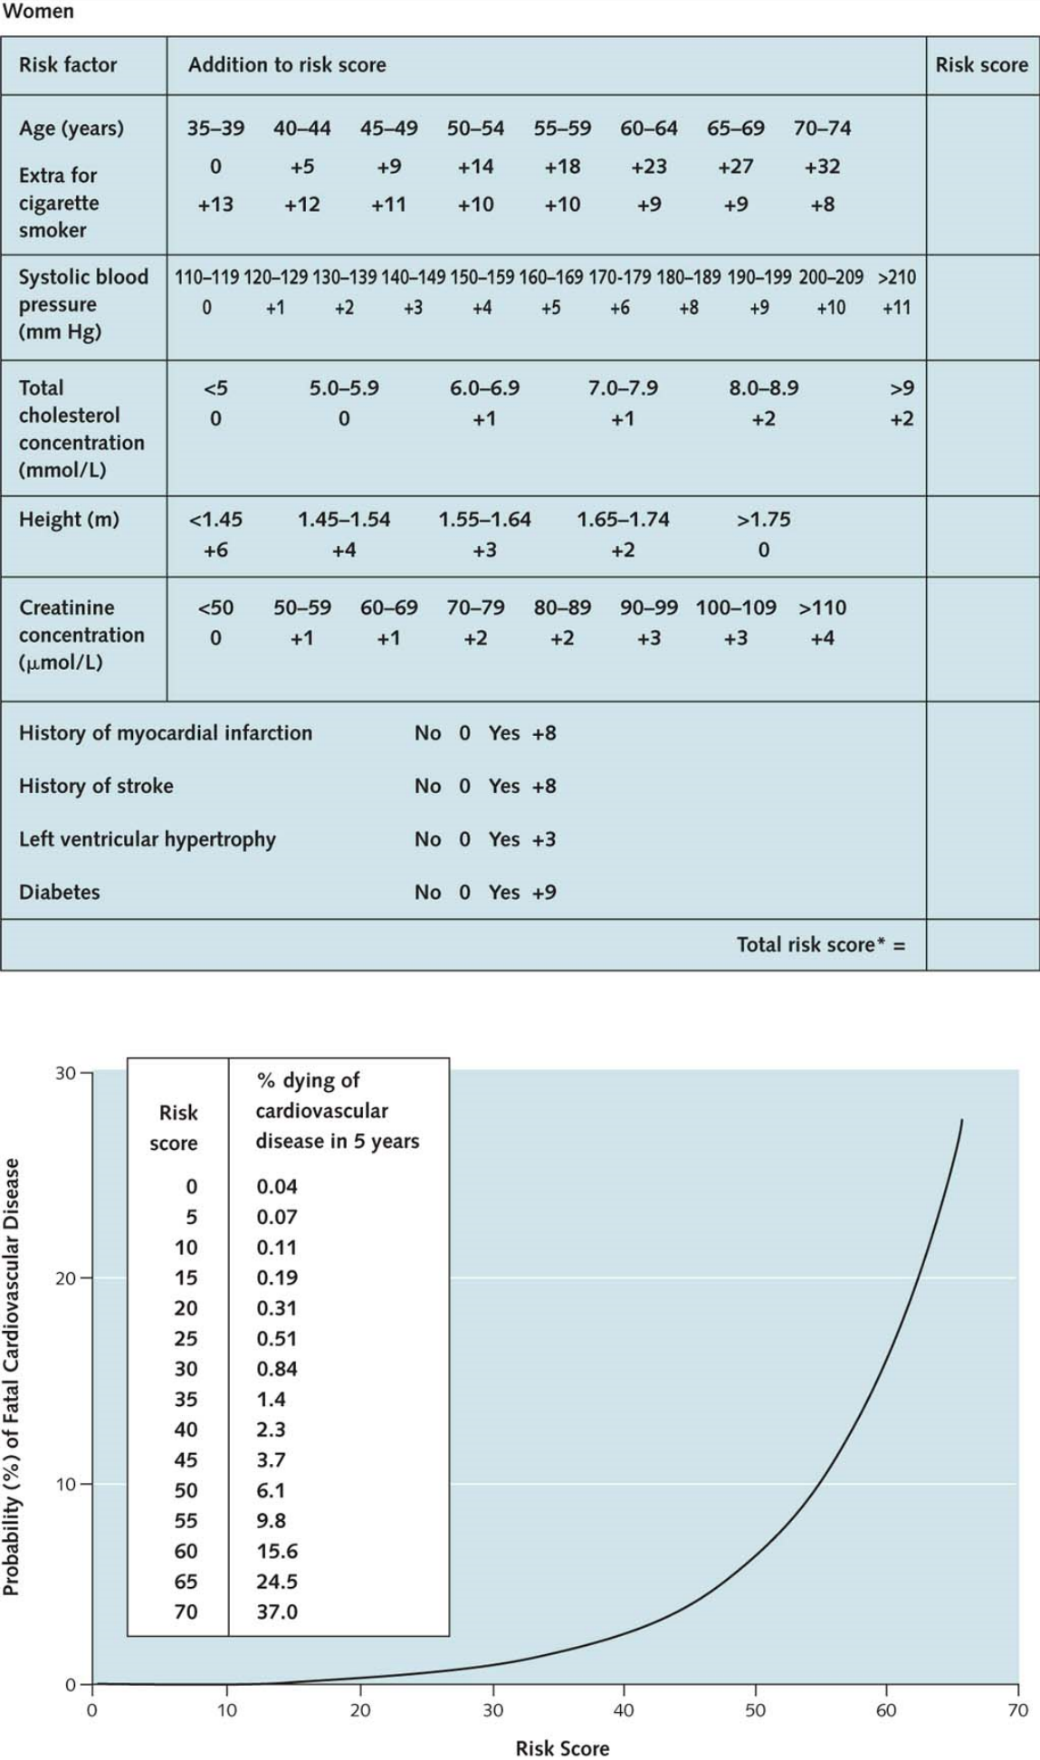 Women
Risk factor Addition to risk score Risk score
Age (years) 35–39 40–44 45–49 50–54 55–59 60–64 65–69 70–74
0 +5 +9 +14 +18 +23 +27 +32
Extra for
cigarette +13 +12 +11 +10 +10 +9 +9 +8
smoker
Systolic blood 110–119 120–129 130–139 140–149 150–159 160–169 170-179 180–189 190–199 200–209 >210
pressure 0 +1 +2 +3 +4 +5 +6 +8 +9 +10 +11
(mm Hg)
Total <5 5.0–5.9 6.0–6.9 7.0–7.9 8.0–8.9 >9
cholesterol 0 0 +1 +1 +2 +2
concentration
(mmol/L)
Height (m) <1.45 1.45–1.54 1.55–1.64 1.65–1.74 >1.75
+6 +4 +3 +2 0
Creatinine <50 50–59 60–69 70–79 80–89 90–99 100–109 >110
concentration 0 +1 +1 +2 +2 +3 +3 +4
(µmol/L)
History of myocardial infarction No 0 Yes +8
History of stroke No 0 Yes +8
Left ventricular hypertrophy No 0 Yes +3
Diabetes No 0 Yes +9
Total risk score* =
Probability (%) of Fatal Cardiovascular Disease
30
20
10
0
Risk
score
% dying of
cardiovascular
disease in 5 years
0 0.04
5 0.07
10 0.11
15 0.19
20 0.31
25 0.51
30 0.84
35 1.4
40 2.3
45 3.7
50 6.1
55 9.8
60 15.6
65 24.5
70 37.0
0 10 20 30 40 50 60 70
Risk Score